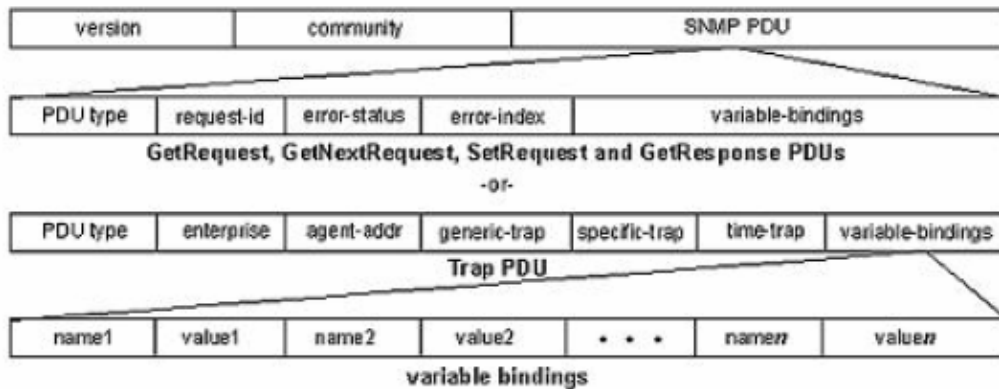 version community SNMP PDU
PDU type request-id error-status error-index variable-bindings
GetRequest, GetNextRequest, SetRequest and GetResponse PDUs
-or-
PDU type enterprise agent-addr generic-trap specific-trap time-trap variable-bindings
Trap PDU
name1 value1 name2 value2 • • • namen valuen
variable bindings